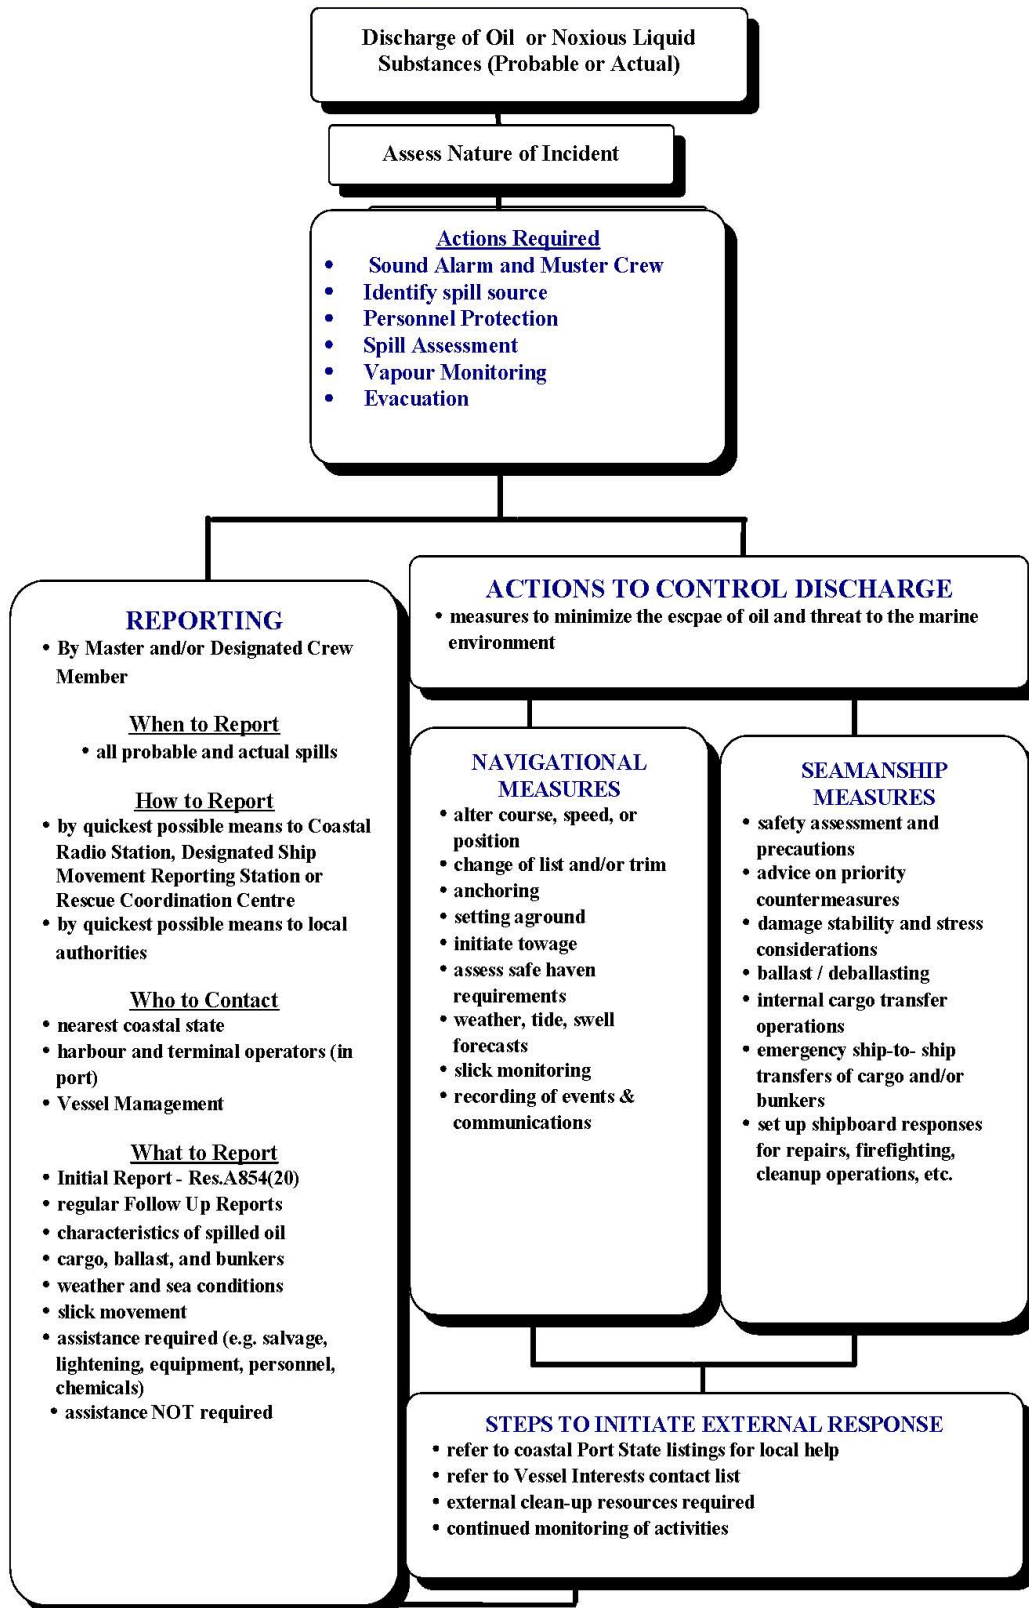 Discharge of Oil or Noxious Liquid
Substances (Probable or Actual)
Assess Nature of Incident
Actions Required
• Sound Alarm and Muster Crew
• Identify spill source
• Personnel Protection
• Spill Assessment
• Vapour Monitoring
• Evacuation
REPORTING
• By Master and/or Designated Crew
Member
When to Report
• all probable and actual spills
How to Report
• by quickest possible means to Coastal
Radio Station, Designated Ship
Movement Reporting Station or
Rescue Coordination Centre
• by quickest possible means to local
authorities
Who to Contact
• nearest coastal state
• harbour and terminal operators (in
port)
• Vessel Management
What to Report
• Initial Report - Res.A854(20)
• regular Follow Up Reports
• characteristics of spilled oil
• cargo, ballast, and bunkers
• weather and sea conditions
• slick movement
• assistance required (e.g. salvage,
lightening, equipment, personnel,
chemicals)
• assistance NOT required
ACTIONS TO CONTROL DISCHARGE
• measures to minimize the escpae of oil and threat to the marine
environment
NAVIGATIONAL
MEASURES
• alter course, speed, or
position
• change of list and/or trim
• anchoring
• setting aground
• initiate towage
• assess safe haven
requirements
• weather, tide, swell
forecasts
• slick monitoring
• recording of events &
communications
SEAMANSHIP
MEASURES
• safety assessment and
precautions
• advice on priority
countermeasures
• damage stability and stress
considerations
• ballast / deballasting
• internal cargo transfer
operations
• emergency ship-to- ship
transfers of cargo and/or
bunkers
• set up shipboard responses
for repairs, firefighting,
cleanup operations, etc.
STEPS TO INITIATE EXTERNAL RESPONSE
• refer to coastal Port State listings for local help
• refer to Vessel Interests contact list
• external clean-up resources required
• continued monitoring of activities